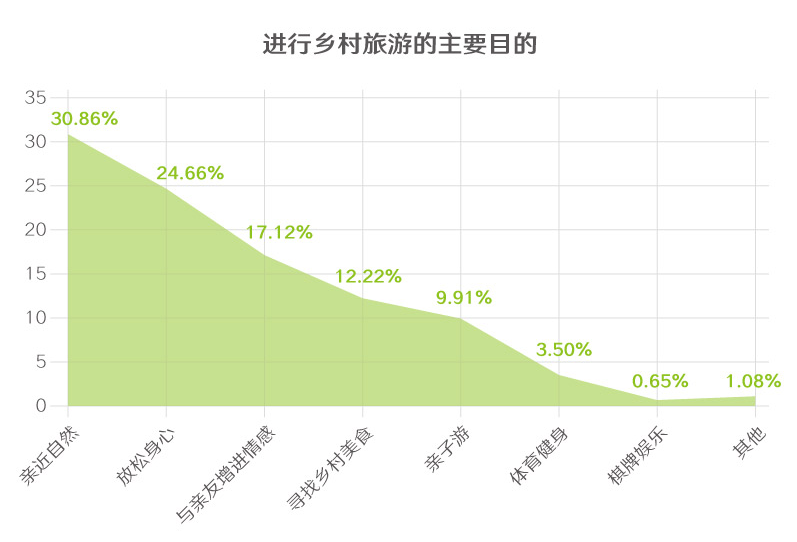 进行乡村旅游的主要目的
35
30
25
20
15
10
5
0
30.86%
24.66%
17.12%
12.22%
9.91%
3.50%
0.65%
1.08%
亲近自然
放松身心
与亲友增进情感
寻找乡村美食
亲子游
体育健身
棋牌娱乐
其他